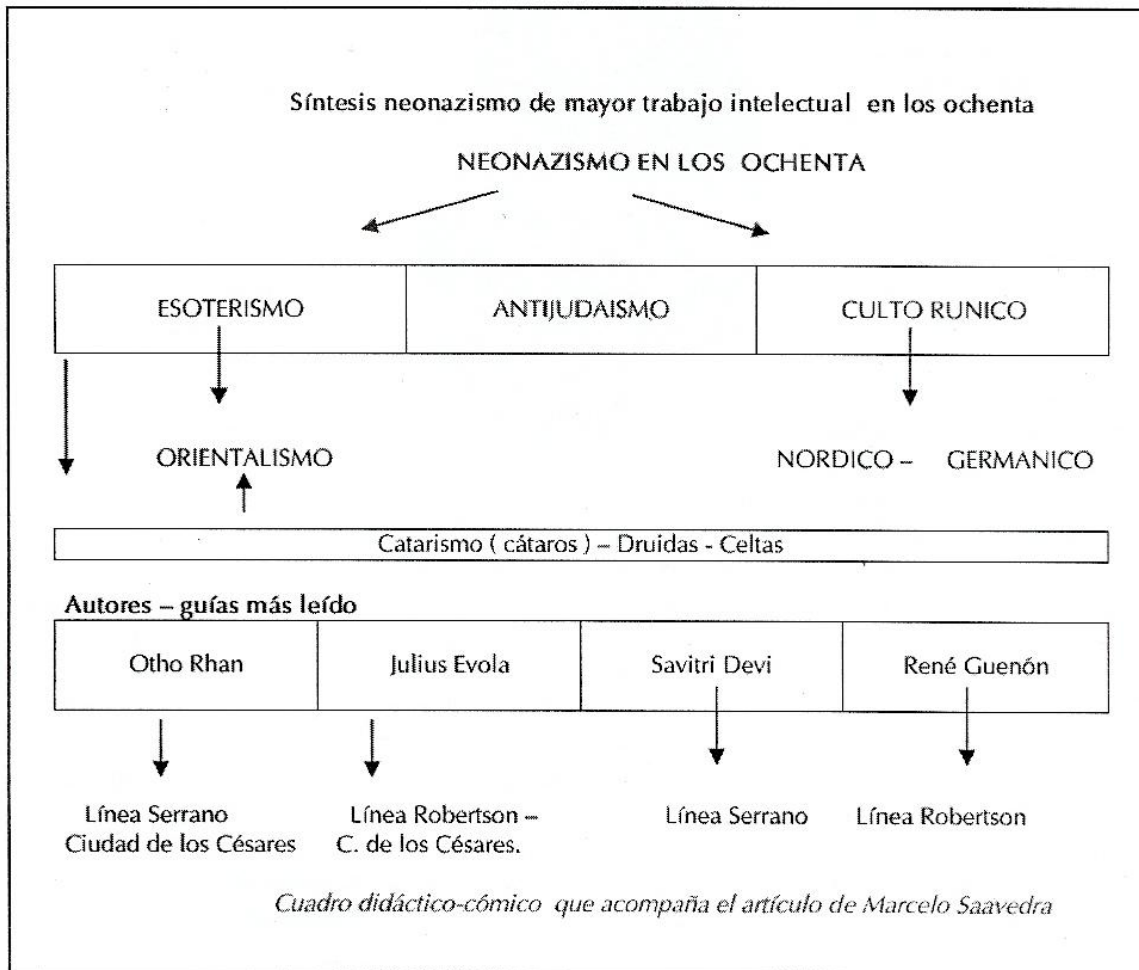 Síntesis neonazismo de mayor trabajo intelectual en los ochenta
NEONAZISMO EN LOS OCHENTA
ESOTERISMO
ANTIJUDAISMO
CULTO RUNICO
ORIENTALISMO
NORDICO – GERMANICO
Catarismo ( cátaros ) – Druidas - Celtas
Autores – guías más leído
Otho Rhan
Julius Evola
Savitri Devi
René Guenón
Línea Serrano
Ciudad de los Césares
Línea Robertson –
C. de los Césares.
Línea Serrano
Línea Robertson
Cuadro didáctico-cómico que acompaña el artículo de Marcelo Saavedra